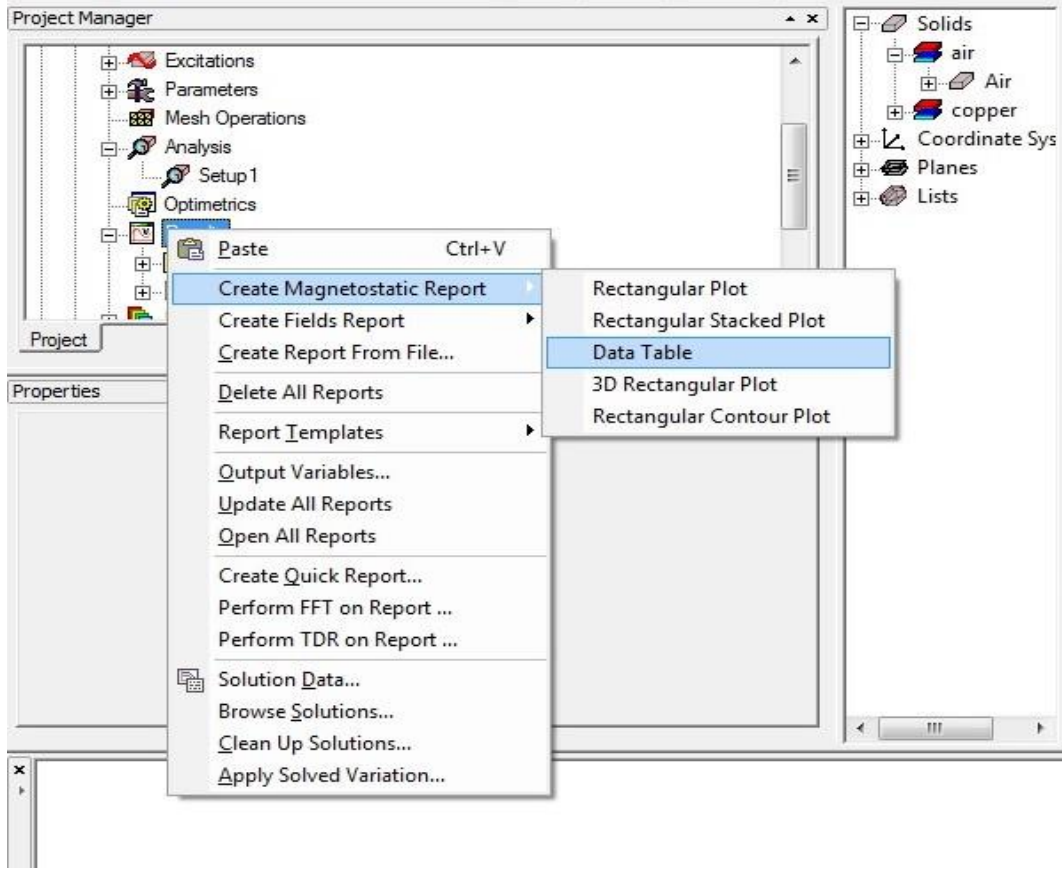 Project Manager
Excitations
Parameters
Mesh Operations
Analysis
Setup1
Optimetrics
Project
Properties
Paste Ctrl+V
Create Magnetostatic Report
Create Fields Report
Create Report From File...
Delete All Reports
Report Templates
Output Variables...
Update All Reports
Open All Reports
Create Quick Report...
Perform FFT on Report ...
Perform TDR on Report ...
Solution Data...
Browse Solutions...
Clean Up Solutions...
Apply Solved Variation...
Rectangular Plot
Rectangular Stacked Plot
Data Table
3D Rectangular Plot
Rectangular Contour Plot
Solids
air
Air
copper
Coordinate Sys
Planes
Lists